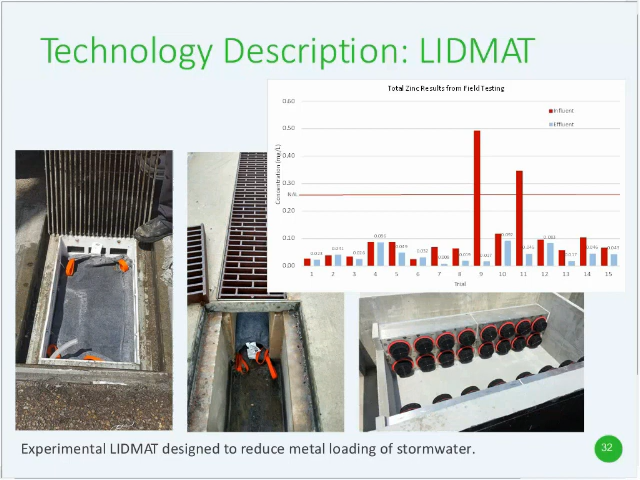 Technology Description: LIDMAT
Total Zinc Results from Field Testing
Influent
Effluent
Concentration (mg/L)
0.60
0.50
0.40
0.30
0.20
0.10
0.00
1 2 3 4 5 6 7 8 9 10 11 12 13 14 15
Trial
Experimental LIDMAT designed to reduce metal loading of stormwater.
32